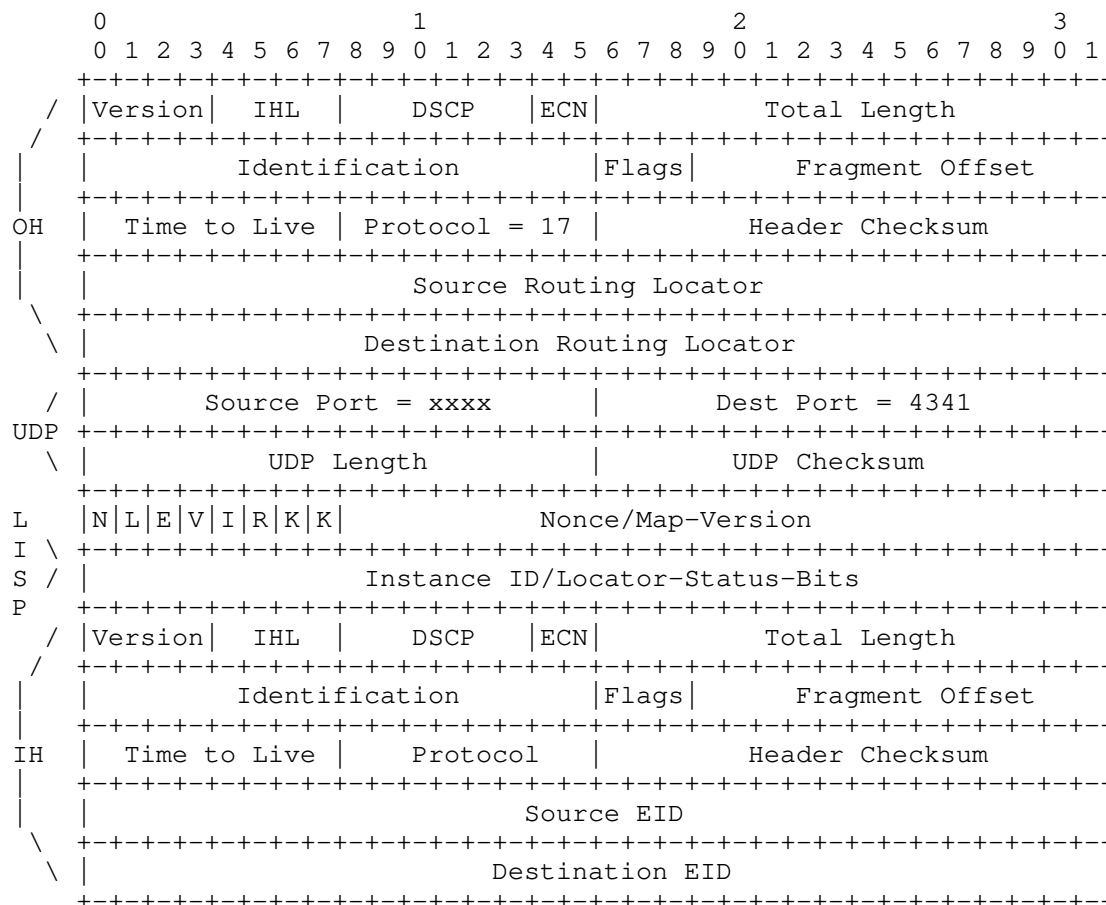 0                   1                   2                   3
 0 1 2 3 4 5 6 7 8 9 0 1 2 3 4 5 6 7 8 9 0 1 2 3 4 5 6 7 8 9 0 1
     +-+-+-+-+-+-+-+-+-+-+-+-+-+-+-+-+-+-+-+-+-+-+-+-+-+-+-+-+-+-+-+-
   / |Version|  IHL  |    DSCP   |ECN|          Total Length
  /  +-+-+-+-+-+-+-+-+-+-+-+-+-+-+-+-+-+-+-+-+-+-+-+-+-+-+-+-+-+-+-+-
 |   |         Identification        |Flags|      Fragment Offset
 |   +-+-+-+-+-+-+-+-+-+-+-+-+-+-+-+-+-+-+-+-+-+-+-+-+-+-+-+-+-+-+-+-
OH   |  Time to Live | Protocol = 17 |         Header Checksum
 |   +-+-+-+-+-+-+-+-+-+-+-+-+-+-+-+-+-+-+-+-+-+-+-+-+-+-+-+-+-+-+-+-
 |   |                    Source Routing Locator
  \  +-+-+-+-+-+-+-+-+-+-+-+-+-+-+-+-+-+-+-+-+-+-+-+-+-+-+-+-+-+-+-+-
   \ |                 Destination Routing Locator
     +-+-+-+-+-+-+-+-+-+-+-+-+-+-+-+-+-+-+-+-+-+-+-+-+-+-+-+-+-+-+-+-
   / |       Source Port = xxxx      |       Dest Port = 4341
UDP  +-+-+-+-+-+-+-+-+-+-+-+-+-+-+-+-+-+-+-+-+-+-+-+-+-+-+-+-+-+-+-+-
   \ |           UDP Length          |        UDP Checksum
     +-+-+-+-+-+-+-+-+-+-+-+-+-+-+-+-+-+-+-+-+-+-+-+-+-+-+-+-+-+-+-+-
L    |N|L|E|V|I|R|K|K|            Nonce/Map-Version
I \  +-+-+-+-+-+-+-+-+-+-+-+-+-+-+-+-+-+-+-+-+-+-+-+-+-+-+-+-+-+-+-+-
S /  |                 Instance ID/Locator-Status-Bits
P    +-+-+-+-+-+-+-+-+-+-+-+-+-+-+-+-+-+-+-+-+-+-+-+-+-+-+-+-+-+-+-+-
   / |Version|  IHL  |    DSCP   |ECN|          Total Length
  /  +-+-+-+-+-+-+-+-+-+-+-+-+-+-+-+-+-+-+-+-+-+-+-+-+-+-+-+-+-+-+-+-
 |   |         Identification        |Flags|      Fragment Offset
 |   +-+-+-+-+-+-+-+-+-+-+-+-+-+-+-+-+-+-+-+-+-+-+-+-+-+-+-+-+-+-+-+-
IH   |  Time to Live |    Protocol   |         Header Checksum
 |   +-+-+-+-+-+-+-+-+-+-+-+-+-+-+-+-+-+-+-+-+-+-+-+-+-+-+-+-+-+-+-+-
 |   |                           Source EID
  \  +-+-+-+-+-+-+-+-+-+-+-+-+-+-+-+-+-+-+-+-+-+-+-+-+-+-+-+-+-+-+-+-
   \ |                         Destination EID
     +-+-+-+-+-+-+-+-+-+-+-+-+-+-+-+-+-+-+-+-+-+-+-+-+-+-+-+-+-+-+-+-